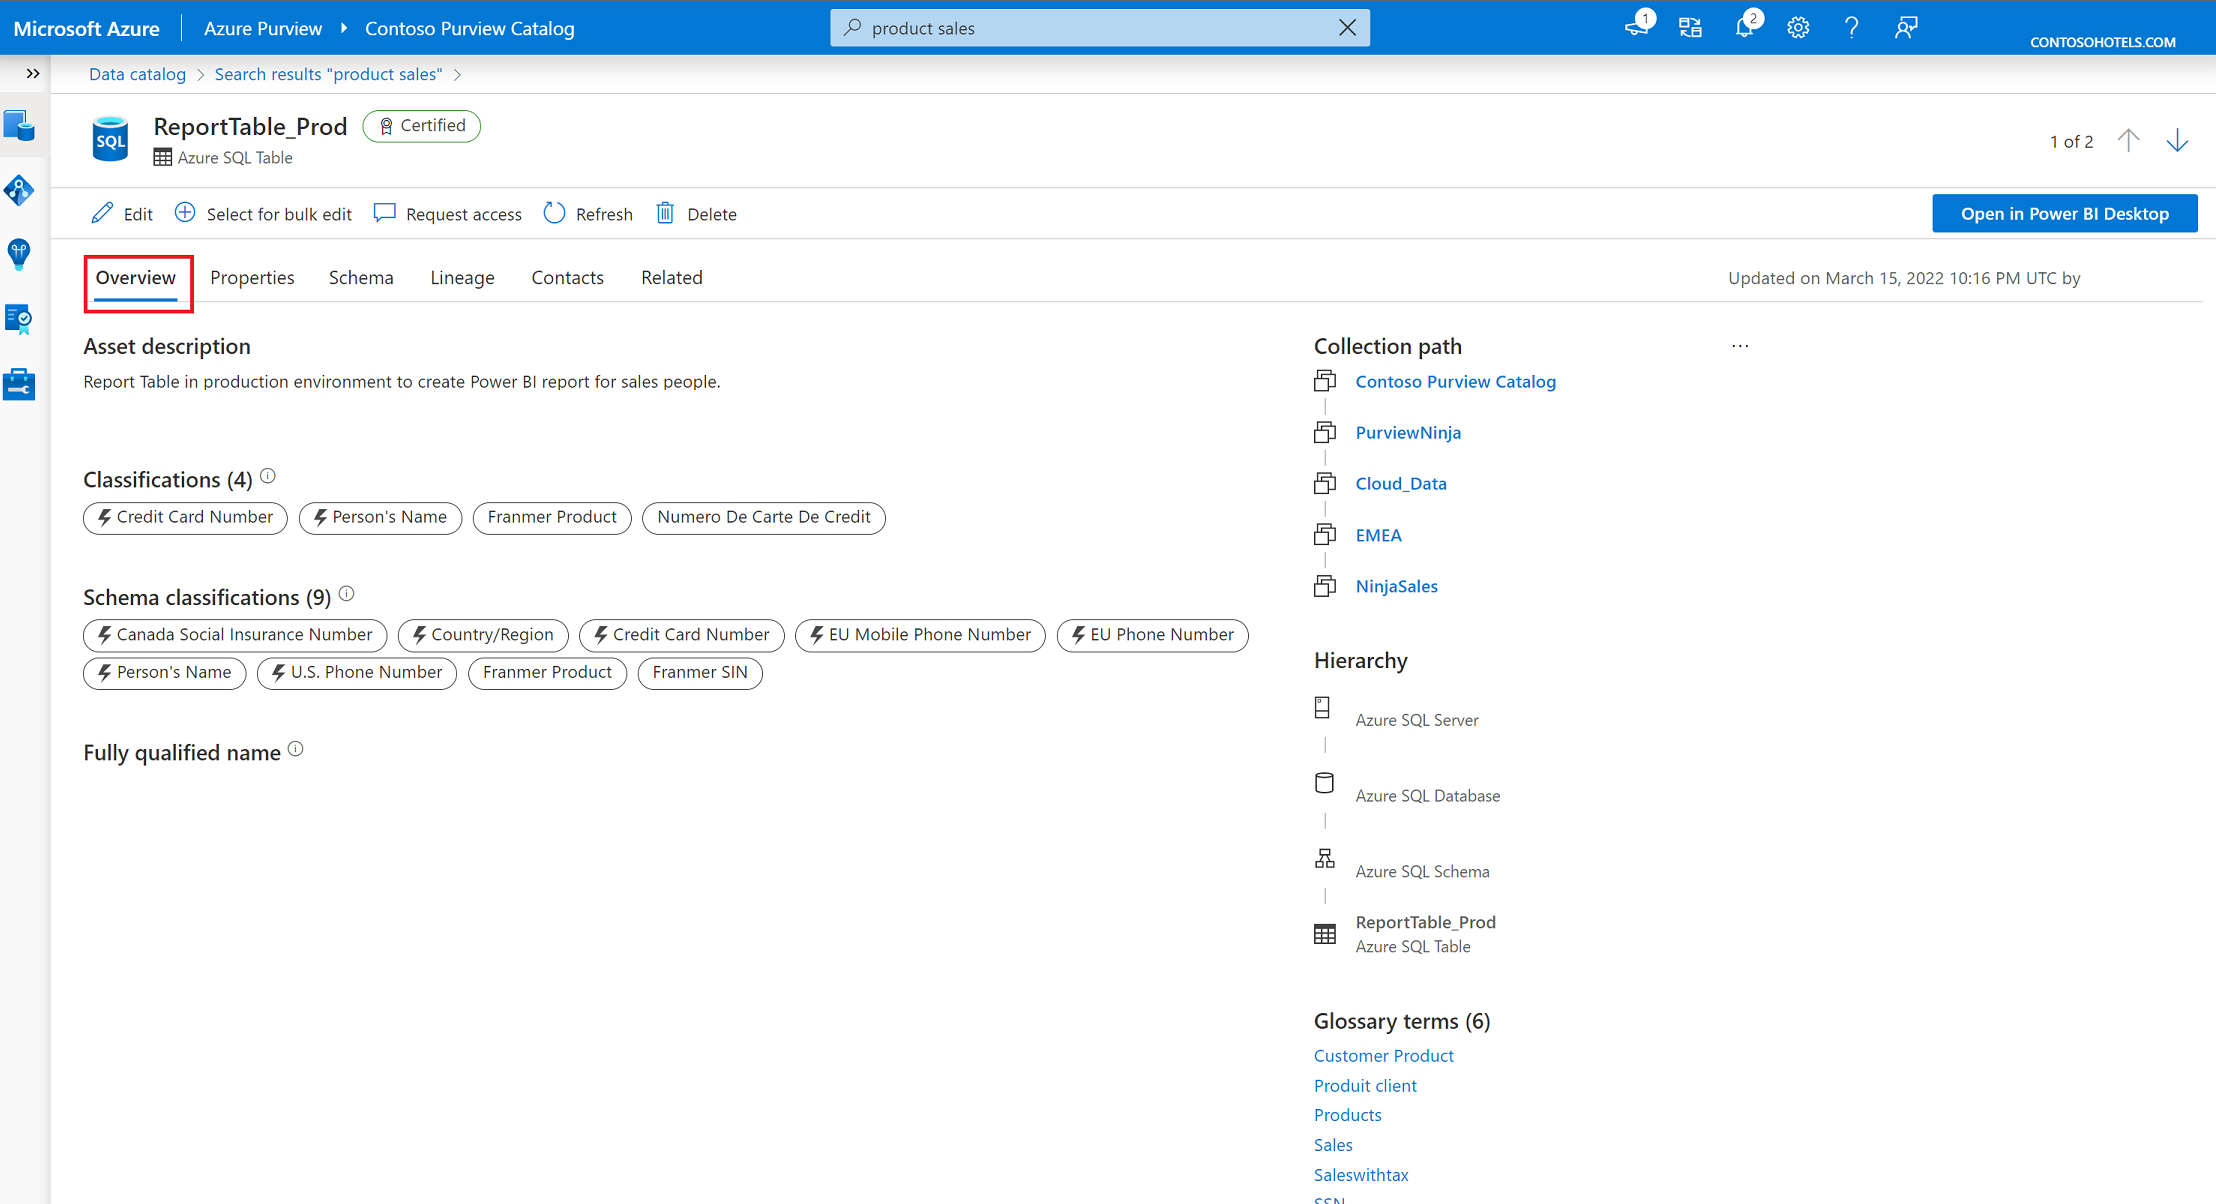 Microsoft Azure
Azure Purview
Contoso Purview Catalog
product sales
1
2
CONTOSOHOTELS.COM
Data catalog
Search results "product sales"
SQL
ReportTable_Prod
Certified
Azure SQL Table
1 of 2
Edit
Select for bulk edit
Request access
Refresh
Delete
Open in Power BI Desktop
Overview
Properties
Schema
Lineage
Contacts
Related
Updated on March 15, 2022 10:16 PM UTC by
Asset description
Report Table in production environment to create Power BI report for sales people.
Classifications (4)
Credit Card Number
Person's Name
Franmer Product
Numero De Carte De Credit
Schema classifications (9)
Canada Social Insurance Number
Country/Region
Credit Card Number
EU Mobile Phone Number
EU Phone Number
Person's Name
U.S. Phone Number
Franmer Product
Franmer SIN
Fully qualified name
Collection path
...
Contoso Purview Catalog
PurviewNinja
Cloud_Data
EMEA
NinjaSales
Hierarchy
Azure SQL Server
Azure SQL Database
Azure SQL Schema
ReportTable_Prod
Azure SQL Table
Glossary terms (6)
Customer Product
Produit client
Products
Sales
Saleswithtax
SSN